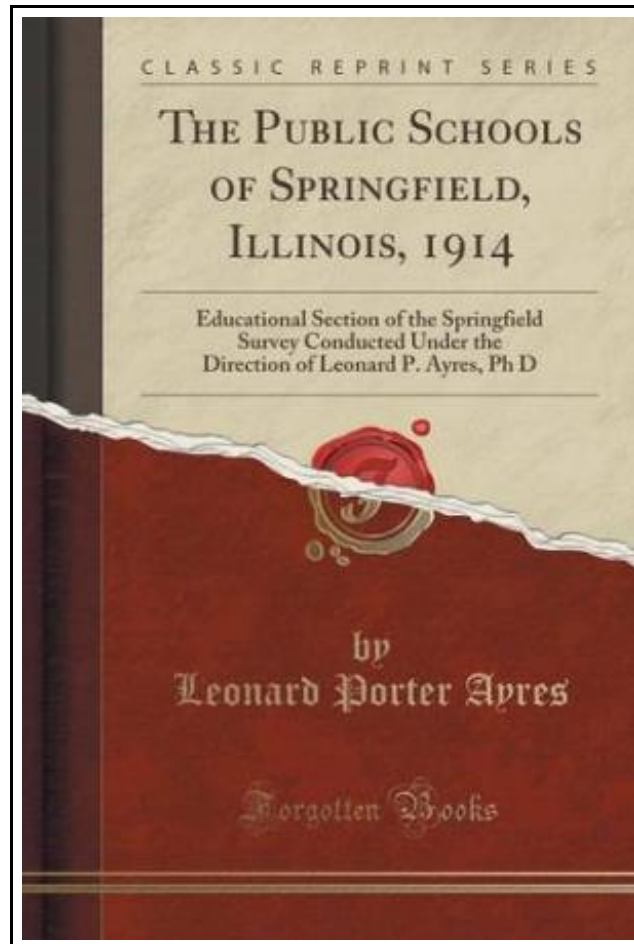 CLASSIC REPRINT SERIES
THE PUBLIC SCHOOLS
OF SPRINGFIELD,
ILLINOIS, 1914
Educational Section of the Springfield
Survey Conducted Under the
Direction of Leonard P. Ayres, Ph D
F
by
Leonard Porter Ayres
Forgotten Books